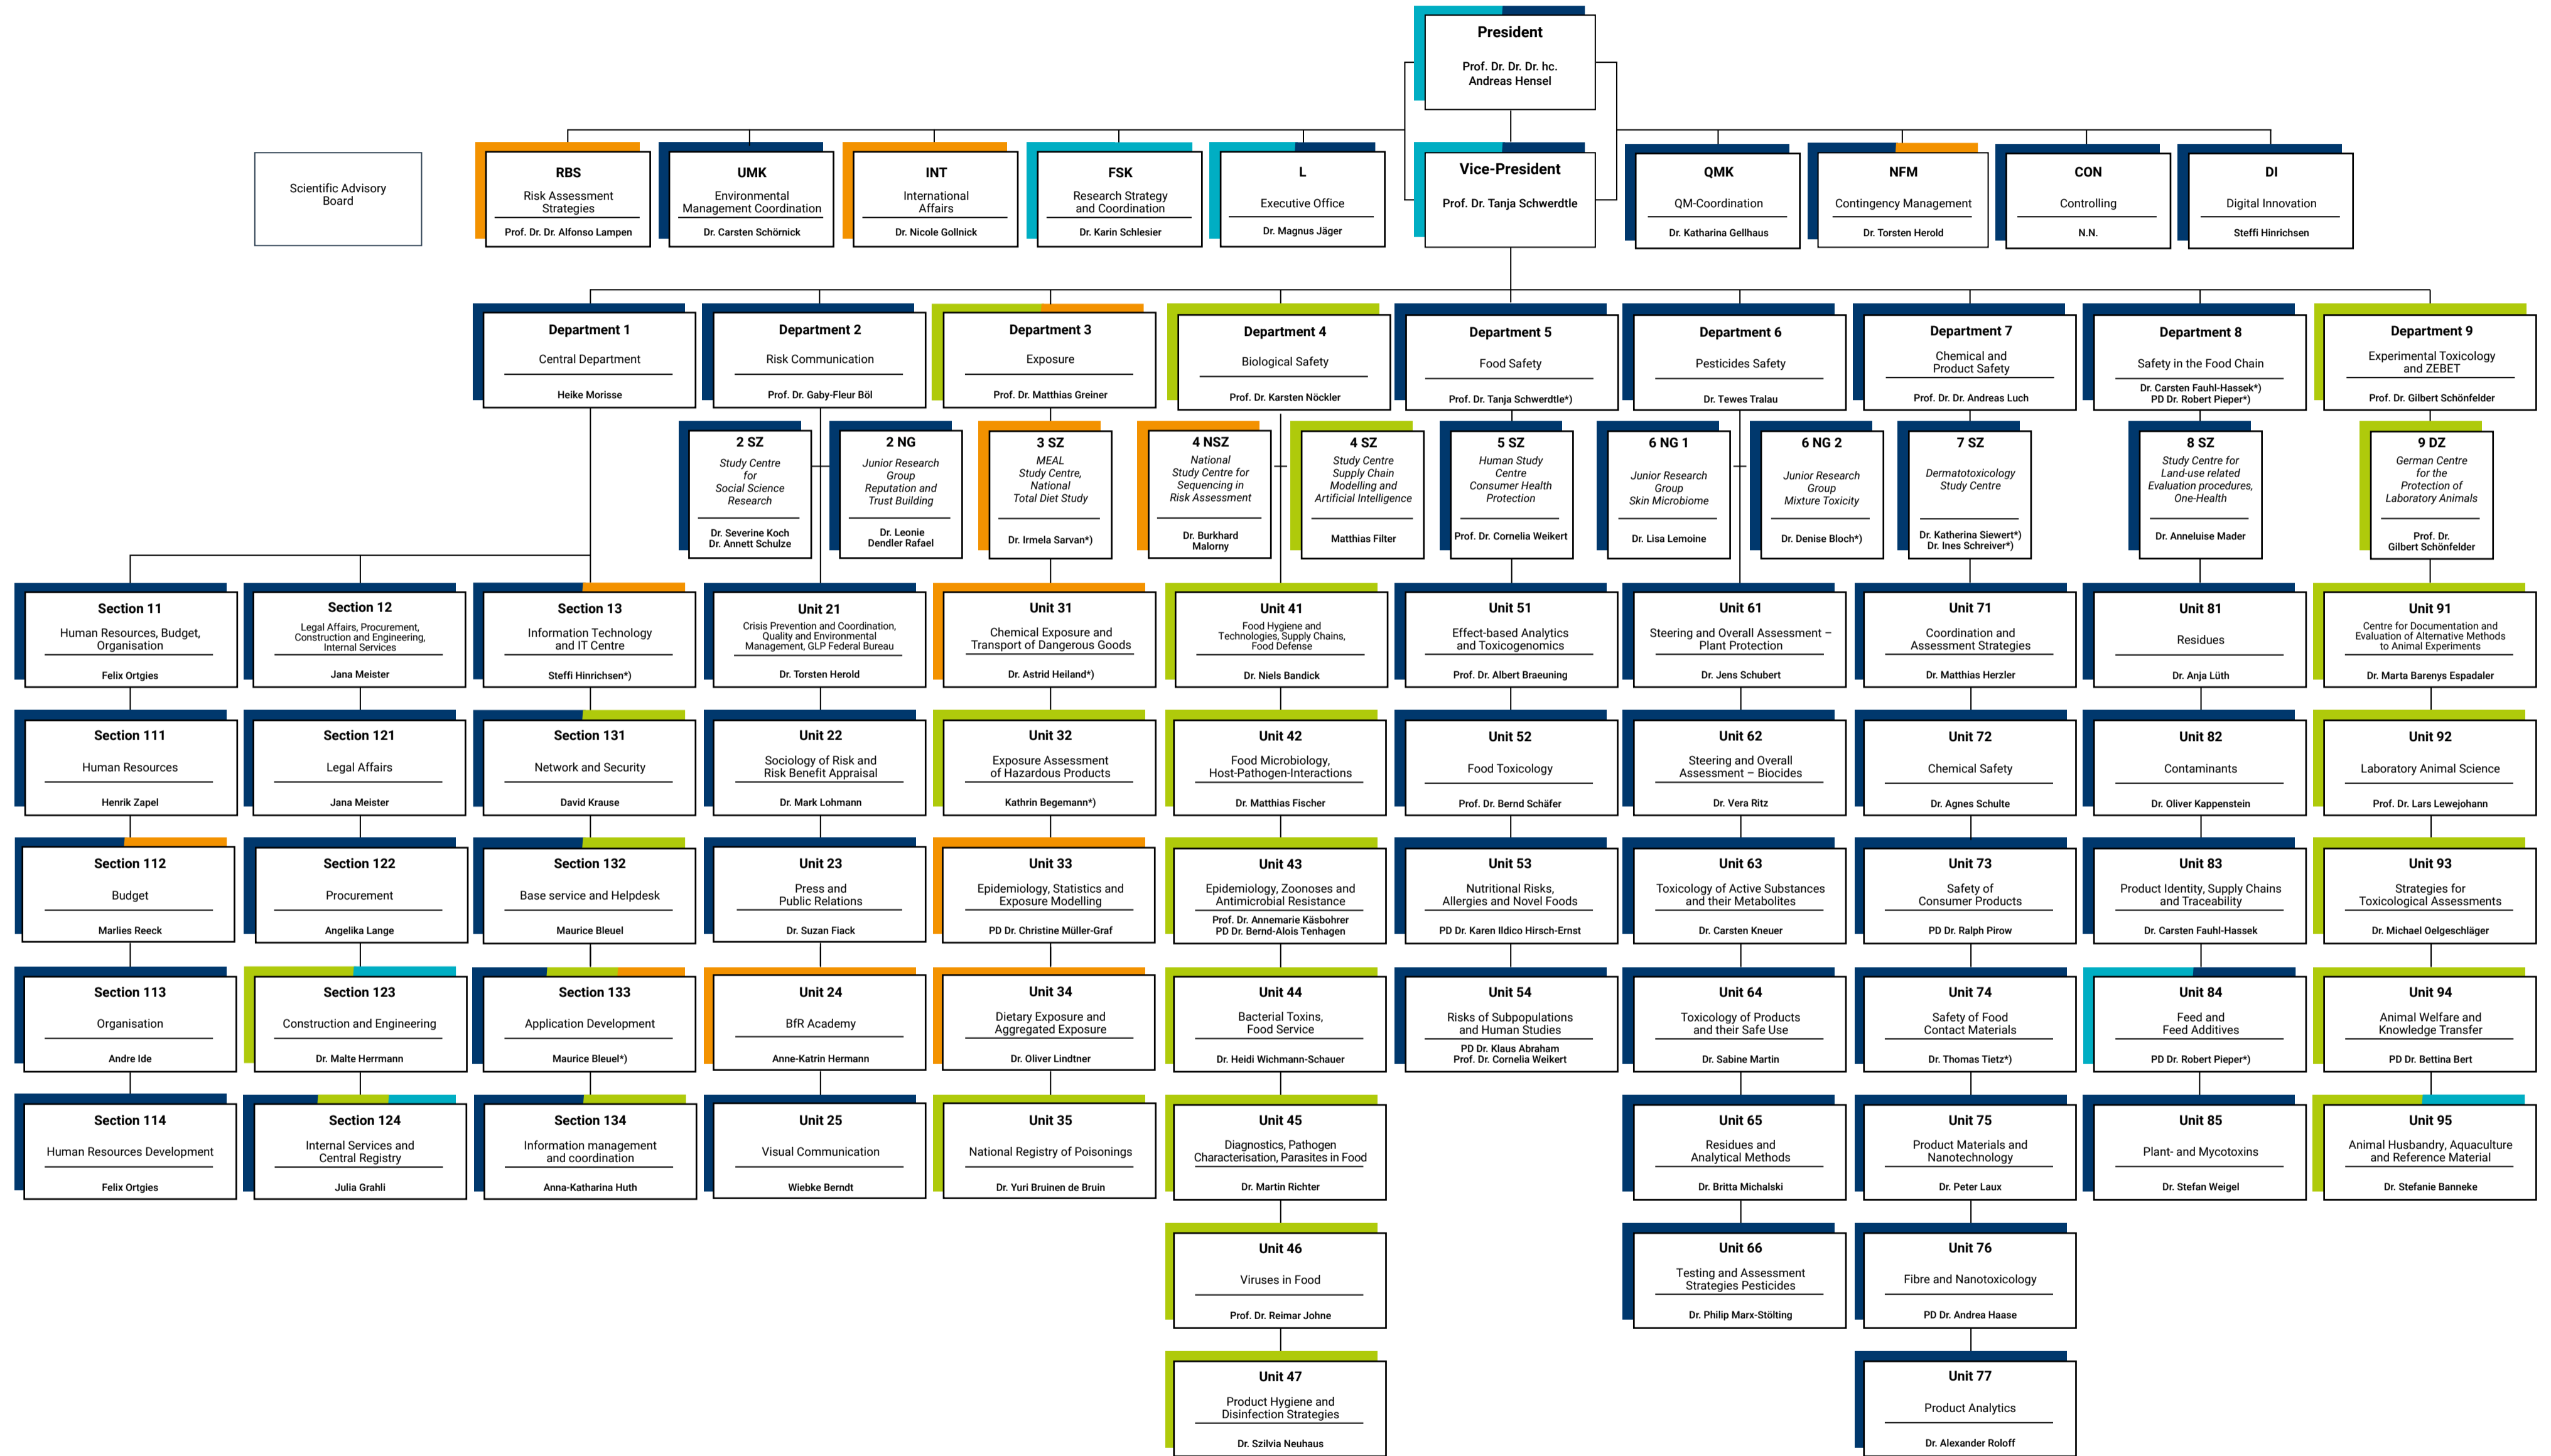 President
Prof. Dr. Dr. Dr. hc.
Andreas Hensel
Scientific Advisory
Board
RBS
Risk Assessment
Strategies
Prof. Dr. Dr. Alfonso Lampen
UMK
Environmental
Management Coordination
Dr. Carsten Schörnick
INT
International
Affairs
Dr. Nicole Gollnick
FSK
Research Strategy
and Coordination
Dr. Karin Schlesier
L
Executive Office
Dr. Magnus Jäger
Vice-President
Prof. Dr. Tanja Schwerdtle
QMK
QM-Coordination
Dr. Katharina Gellhaus
NFM
Contingency Management
Dr. Torsten Herold
CON
Controlling
N.N.
DI
Digital Innovation
Steffi Hinrichsen
Department 1
Central Department
Heike Morisse
Department 2
Risk Communication
Prof. Dr. Gaby-Fleur Böl
Department 3
Exposure
Prof. Dr. Matthias Greiner
Department 4
Biological Safety
Prof. Dr. Karsten Nöckler
Department 5
Food Safety
Prof. Dr. Tanja Schwerdtle*)
Department 6
Pesticides Safety
Dr. Tewes Tralau
Department 7
Chemical and
Product Safety
Prof. Dr. Dr. Andreas Luch
Department 8
Safety in the Food Chain
Dr. Carsten Fauhl-Hassek*)
PD Dr. Robert Pieper*)
Department 9
Experimental Toxicology
and ZEBET
Prof. Dr. Gilbert Schönfelder
2 SZ
Study Centre
for
Social Science
Research
Dr. Severine Koch
Dr. Annett Schulze
2 NG
Junior Research
Group
Reputation and
Trust Building
Dr. Leonie
Dendler Rafael
3 SZ
MEAL
Study Centre,
National
Total Diet Study
Dr. Irmela Sarvan*)
4 NSZ
National
Study Centre for
Sequencing in
Risk Assessment
Dr. Burkhard
Malorny
4 SZ
Study Centre
Supply Chain
Modelling and
Artificial Intelligence
Matthias Filter
5 SZ
Human Study
Centre
Consumer Health
Protection
Prof. Dr. Cornelia Weikert
6 NG 1
Junior Research
Group
Skin Microbiome
Dr. Lisa Lemoine
6 NG 2
Junior Research
Group
Mixture Toxicity
Dr. Denise Bloch*)
7 SZ
Dermatotoxicology
Study Centre
Dr. Katherina Siewert*)
Dr. Ines Schreiver*)
8 SZ
Study Centre for
Land-use related
Evaluation procedures,
One-Health
Dr. Anneluise Mader
9 DZ
German Centre
for the
Protection of
Laboratory Animals
Prof. Dr.
Gilbert Schönfelder
Section 11
Human Resources, Budget,
Organisation
Felix Ortgies
Section 12
Legal Affairs, Procurement,
Construction and Engineering,
Internal Services
Jana Meister
Section 13
Information Technology
and IT Centre
Steffi Hinrichsen*)
Unit 21
Crisis Prevention and Coordination,
Quality and Environmental
Management, GLP Federal Bureau
Dr. Torsten Herold
Unit 31
Chemical Exposure and
Transport of Dangerous Goods
Dr. Astrid Heiland*)
Unit 41
Food Hygiene and
Technologies, Supply Chains,
Food Defense
Dr. Niels Bandick
Unit 51
Effect-based Analytics
and Toxicogenomics
Prof. Dr. Albert Braeuning
Unit 61
Steering and Overall Assessment –
Plant Protection
Dr. Jens Schubert
Unit 71
Coordination and
Assessment Strategies
Dr. Matthias Herzler
Unit 81
Residues
Dr. Anja Lüth
Unit 91
Centre for Documentation and
Evaluation of Alternative Methods
to Animal Experiments
Dr. Marta Barenys Espadaler
Section 111
Human Resources
Henrik Zapel
Section 121
Legal Affairs
Jana Meister
Section 131
Network and Security
David Krause
Unit 22
Sociology of Risk and
Risk Benefit Appraisal
Dr. Mark Lohmann
Unit 32
Exposure Assessment
of Hazardous Products
Kathrin Begemann*)
Unit 42
Food Microbiology,
Host-Pathogen-Interactions
Dr. Matthias Fischer
Unit 52
Food Toxicology
Prof. Dr. Bernd Schäfer
Unit 62
Steering and Overall
Assessment – Biocides
Dr. Vera Ritz
Unit 72
Chemical Safety
Dr. Agnes Schulte
Unit 82
Contaminants
Dr. Oliver Kappenstein
Unit 92
Laboratory Animal Science
Prof. Dr. Lars Lewejohann
Section 112
Budget
Marlies Reeck
Section 122
Procurement
Angelika Lange
Section 132
Base service and Helpdesk
Maurice Bleuel
Unit 23
Press and
Public Relations
Dr. Suzan Fiack
Unit 33
Epidemiology, Statistics and
Exposure Modelling
PD Dr. Christine Müller-Graf
Unit 43
Epidemiology, Zoonoses and
Antimicrobial Resistance
Prof. Dr. Annemarie Käsbohrer
PD Dr. Bernd-Alois Tenhagen
Unit 53
Nutritional Risks,
Allergies and Novel Foods
PD Dr. Karen Ildico Hirsch-Ernst
Unit 63
Toxicology of Active Substances
and their Metabolites
Dr. Carsten Kneuer
Unit 73
Safety of
Consumer Products
PD Dr. Ralph Pirow
Unit 83
Product Identity, Supply Chains
and Traceability
Dr. Carsten Fauhl-Hassek
Unit 93
Strategies for
Toxicological Assessments
Dr. Michael Oelgeschläger
Section 113
Organisation
Andre Ide
Section 123
Construction and Engineering
Dr. Malte Herrmann
Section 133
Application Development
Maurice Bleuel*)
Unit 24
BfR Academy
Anne-Katrin Hermann
Unit 34
Dietary Exposure and
Aggregated Exposure
Dr. Oliver Lindtner
Unit 44
Bacterial Toxins,
Food Service
Dr. Heidi Wichmann-Schauer
Unit 54
Risks of Subpopulations
and Human Studies
PD Dr. Klaus Abraham
Prof. Dr. Cornelia Weikert
Unit 64
Toxicology of Products
and their Safe Use
Dr. Sabine Martin
Unit 74
Safety of Food
Contact Materials
Dr. Thomas Tietz*)
Unit 84
Feed and
Feed Additives
PD Dr. Robert Pieper*)
Unit 94
Animal Welfare and
Knowledge Transfer
PD Dr. Bettina Bert
Section 114
Human Resources Development
Felix Ortgies
Section 124
Internal Services and
Central Registry
Julia Grahli
Section 134
Information management
and coordination
Anna-Katharina Huth
Unit 25
Visual Communication
Wiebke Berndt
Unit 35
National Registry of Poisonings
Dr. Yuri Bruinen de Bruin
Unit 45
Diagnostics, Pathogen
Characterisation, Parasites in Food
Dr. Martin Richter
Unit 65
Residues and
Analytical Methods
Dr. Britta Michalski
Unit 75
Product Materials and
Nanotechnology
Dr. Peter Laux
Unit 85
Plant- and Mycotoxins
Dr. Stefan Weigel
Unit 95
Animal Husbandry, Aquaculture
and Reference Material
Dr. Stefanie Banneke
Unit 46
Viruses in Food
Prof. Dr. Reimar Johne
Unit 66
Testing and Assessment
Strategies Pesticides
Dr. Philip Marx-Stölting
Unit 76
Fibre and Nanotoxicology
PD Dr. Andrea Haase
Unit 47
Product Hygiene and
Disinfection Strategies
Dr. Szilvia Neuhaus
Unit 77
Product Analytics
Dr. Alexander Roloff